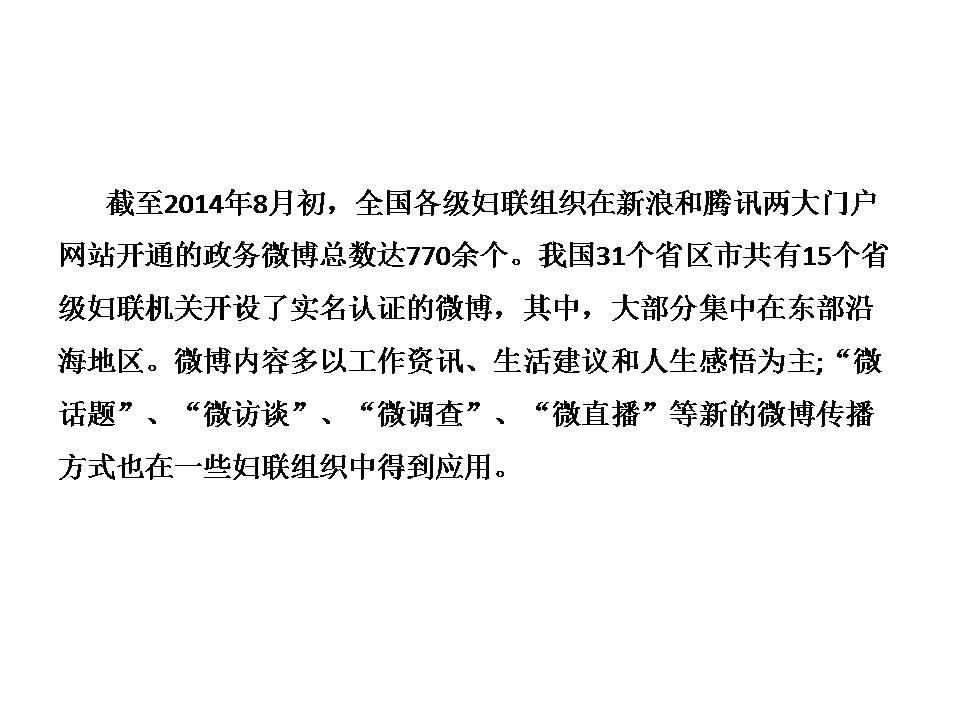 截至2014年8月初，全国各级妇联组织在新浪和腾讯两大门户
网站开通的政务微博总数达770余个。我国31个省区市共有15个省
级妇联机关开设了实名认证的微博，其中，大部分集中在东部沿
海地区。微博内容多以工作资讯、生活建议和人生感悟为主;“微
话题”、“微访谈”、“微调查”、“微直播”等新的微博传播
方式也在一些妇联组织中得到应用。